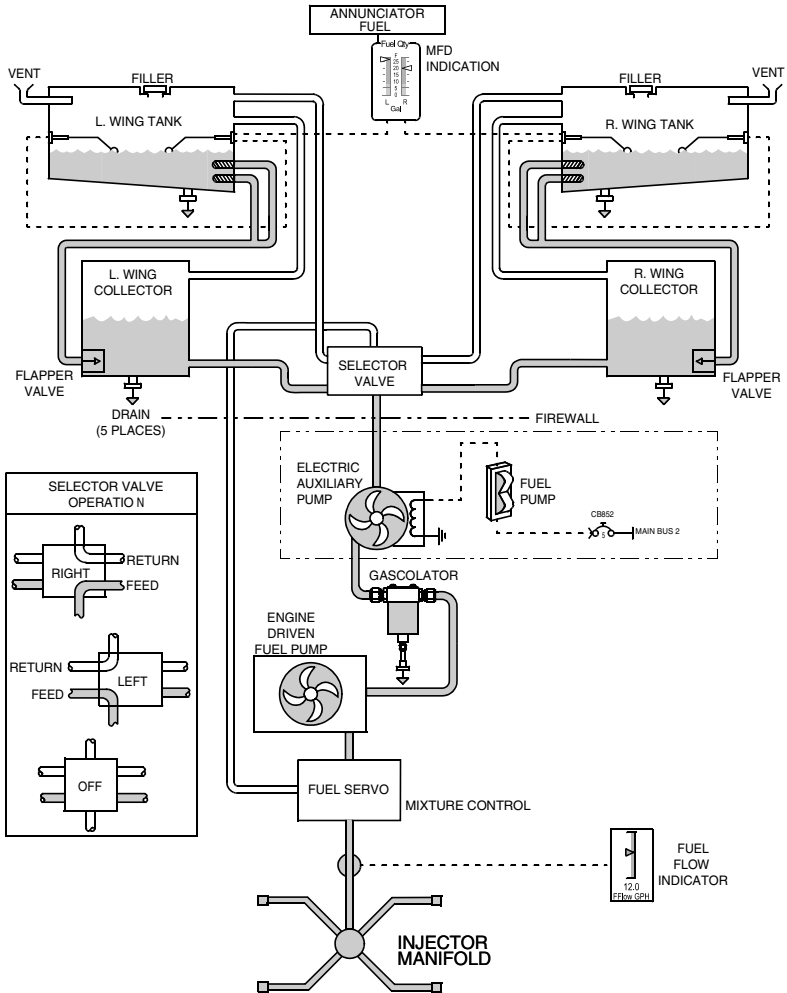 ANNUNCIATOR
FUEL
Fuel Qty
F
25
20
15
10
5
0
L R
Gal
MFD
INDICATION
VENT
FILLER
L. WING TANK
FILLER
VENT
R. WING TANK
L. WING
COLLECTOR
R. WING
COLLECTOR
SELECTOR
VALVE
FLAPPER
VALVE
FLAPPER
VALVE
DRAIN
(5 PLACES)
FIREWALL
ELECTRIC
AUXILIARY
PUMP
FUEL
PUMP
CB852
5
MAIN BUS 2
SELECTOR VALVE
OPERATIO N
RIGHT
RETURN
FEED
RETURN
FEED
LEFT
OFF
GASCOLATOR
ENGINE
DRIVEN
FUEL PUMP
FUEL SERVO
MIXTURE CONTROL
12.0
FFlow GPH
FUEL
FLOW
INDICATOR
INJECTOR
MANIFOLD